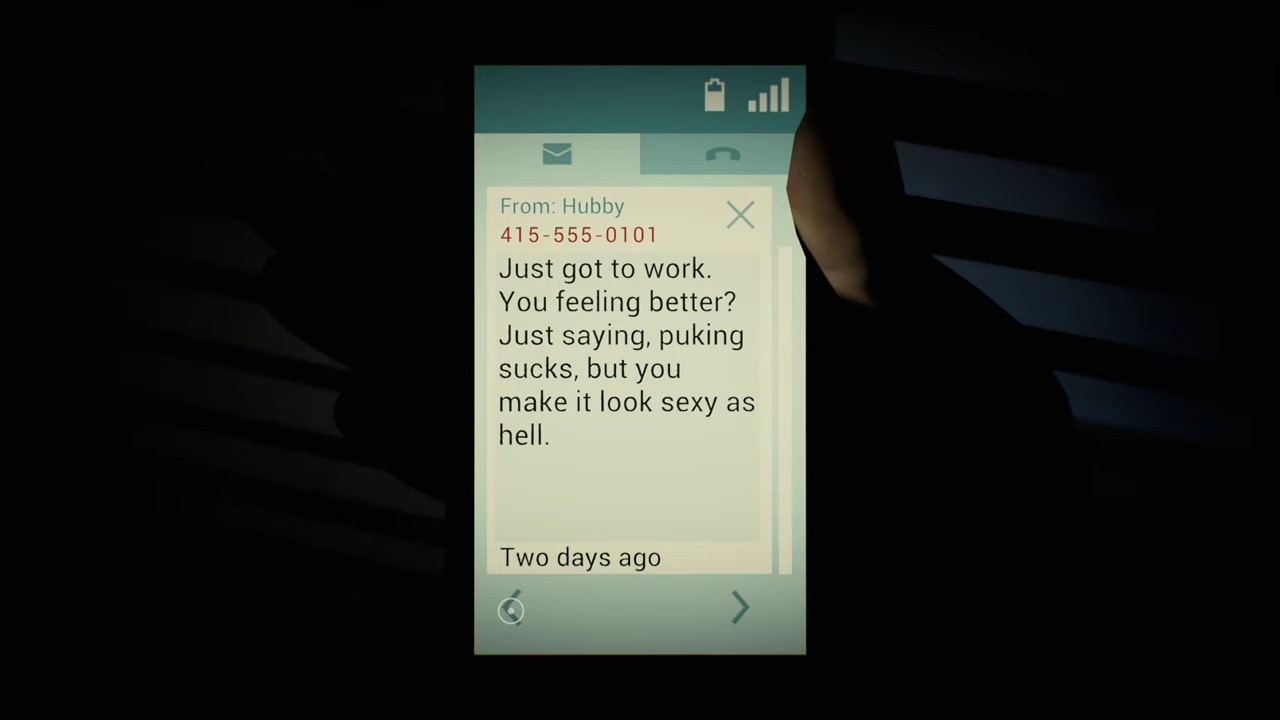 From: Hubby
415-555-0101
Just got to work.
You feeling better?
Just saying, puking
sucks, but you
make it look sexy as
hell.
Two days ago